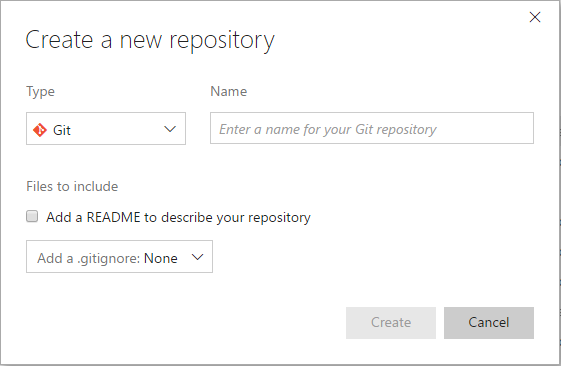 Create a new repository
Type Name
Git Enter a name for your Git repository
Files to include
Add a README to describe your repository
Add a .gitignore: None
Create Cancel